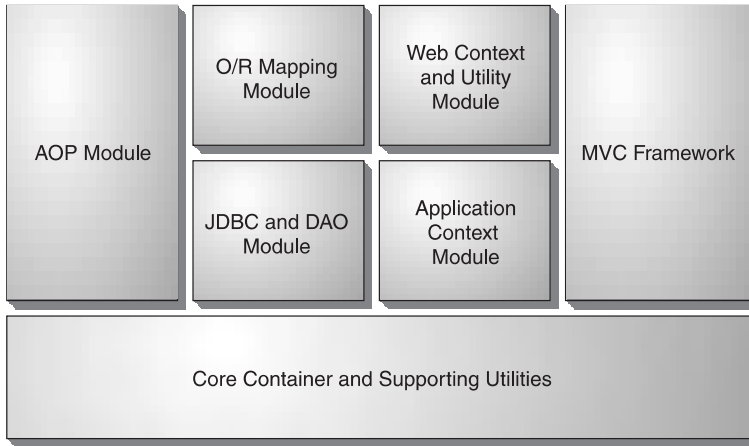 AOP Module
O/R Mapping
Module
Web Context
and Utility
Module
MVC Framework
JDBC and DAO
Module
Application
Context
Module
Core Container and Supporting Utilities